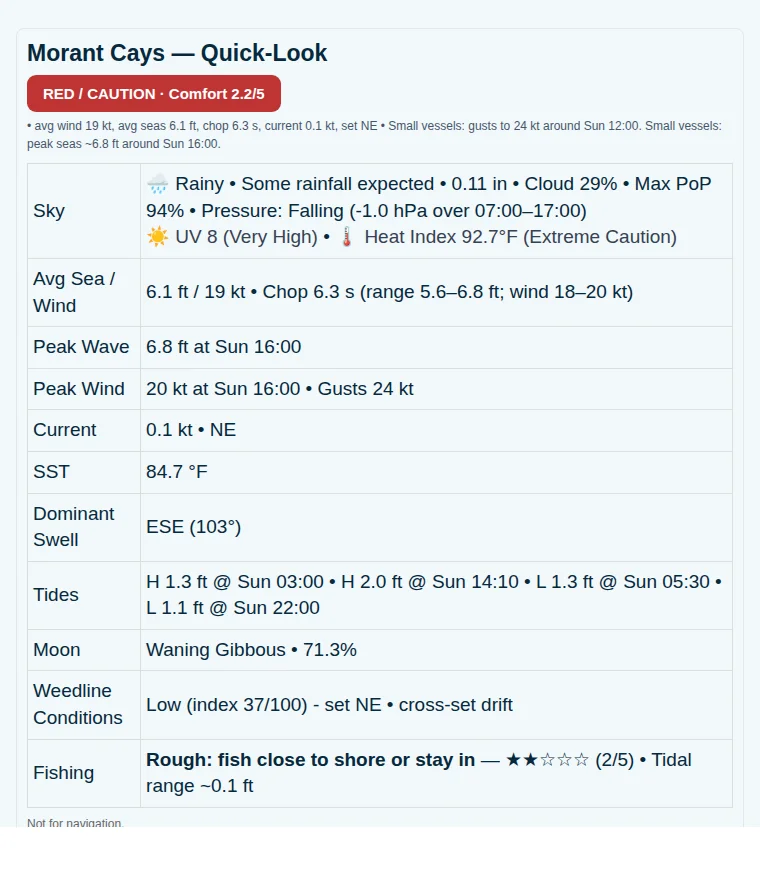 Morant Cays — Quick-Look
RED / CAUTION · Comfort 2.2/5
• avg wind 19 kt, avg seas 6.1 ft, chop 6.3 s, current 0.1 kt, set NE • Small vessels: gusts to 24 kt around Sun 12:00. Small vessels:
peak seas ~6.8 ft around Sun 16:00.
Sky
🌧️ Rainy • Some rainfall expected • 0.11 in • Cloud 29% • Max PoP
94% • Pressure: Falling (-1.0 hPa over 07:00–17:00)
☀️ UV 8 (Very High) • 🌡️ Heat Index 92.7°F (Extreme Caution)
Avg Sea /
Wind
6.1 ft / 19 kt • Chop 6.3 s (range 5.6–6.8 ft; wind 18–20 kt)
Peak Wave
6.8 ft at Sun 16:00
Peak Wind
20 kt at Sun 16:00 • Gusts 24 kt
Current
0.1 kt • NE
SST
84.7 °F
Dominant
Swell
ESE (103°)
Tides
H 1.3 ft @ Sun 03:00 • H 2.0 ft @ Sun 14:10 • L 1.3 ft @ Sun 05:30 •
L 1.1 ft @ Sun 22:00
Moon
Waning Gibbous • 71.3%
Weedline
Conditions
Low (index 37/100) - set NE • cross-set drift
Fishing
Rough: fish close to shore or stay in — ★★☆☆☆ (2/5) • Tidal
range ~0.1 ft
Not for navigation.